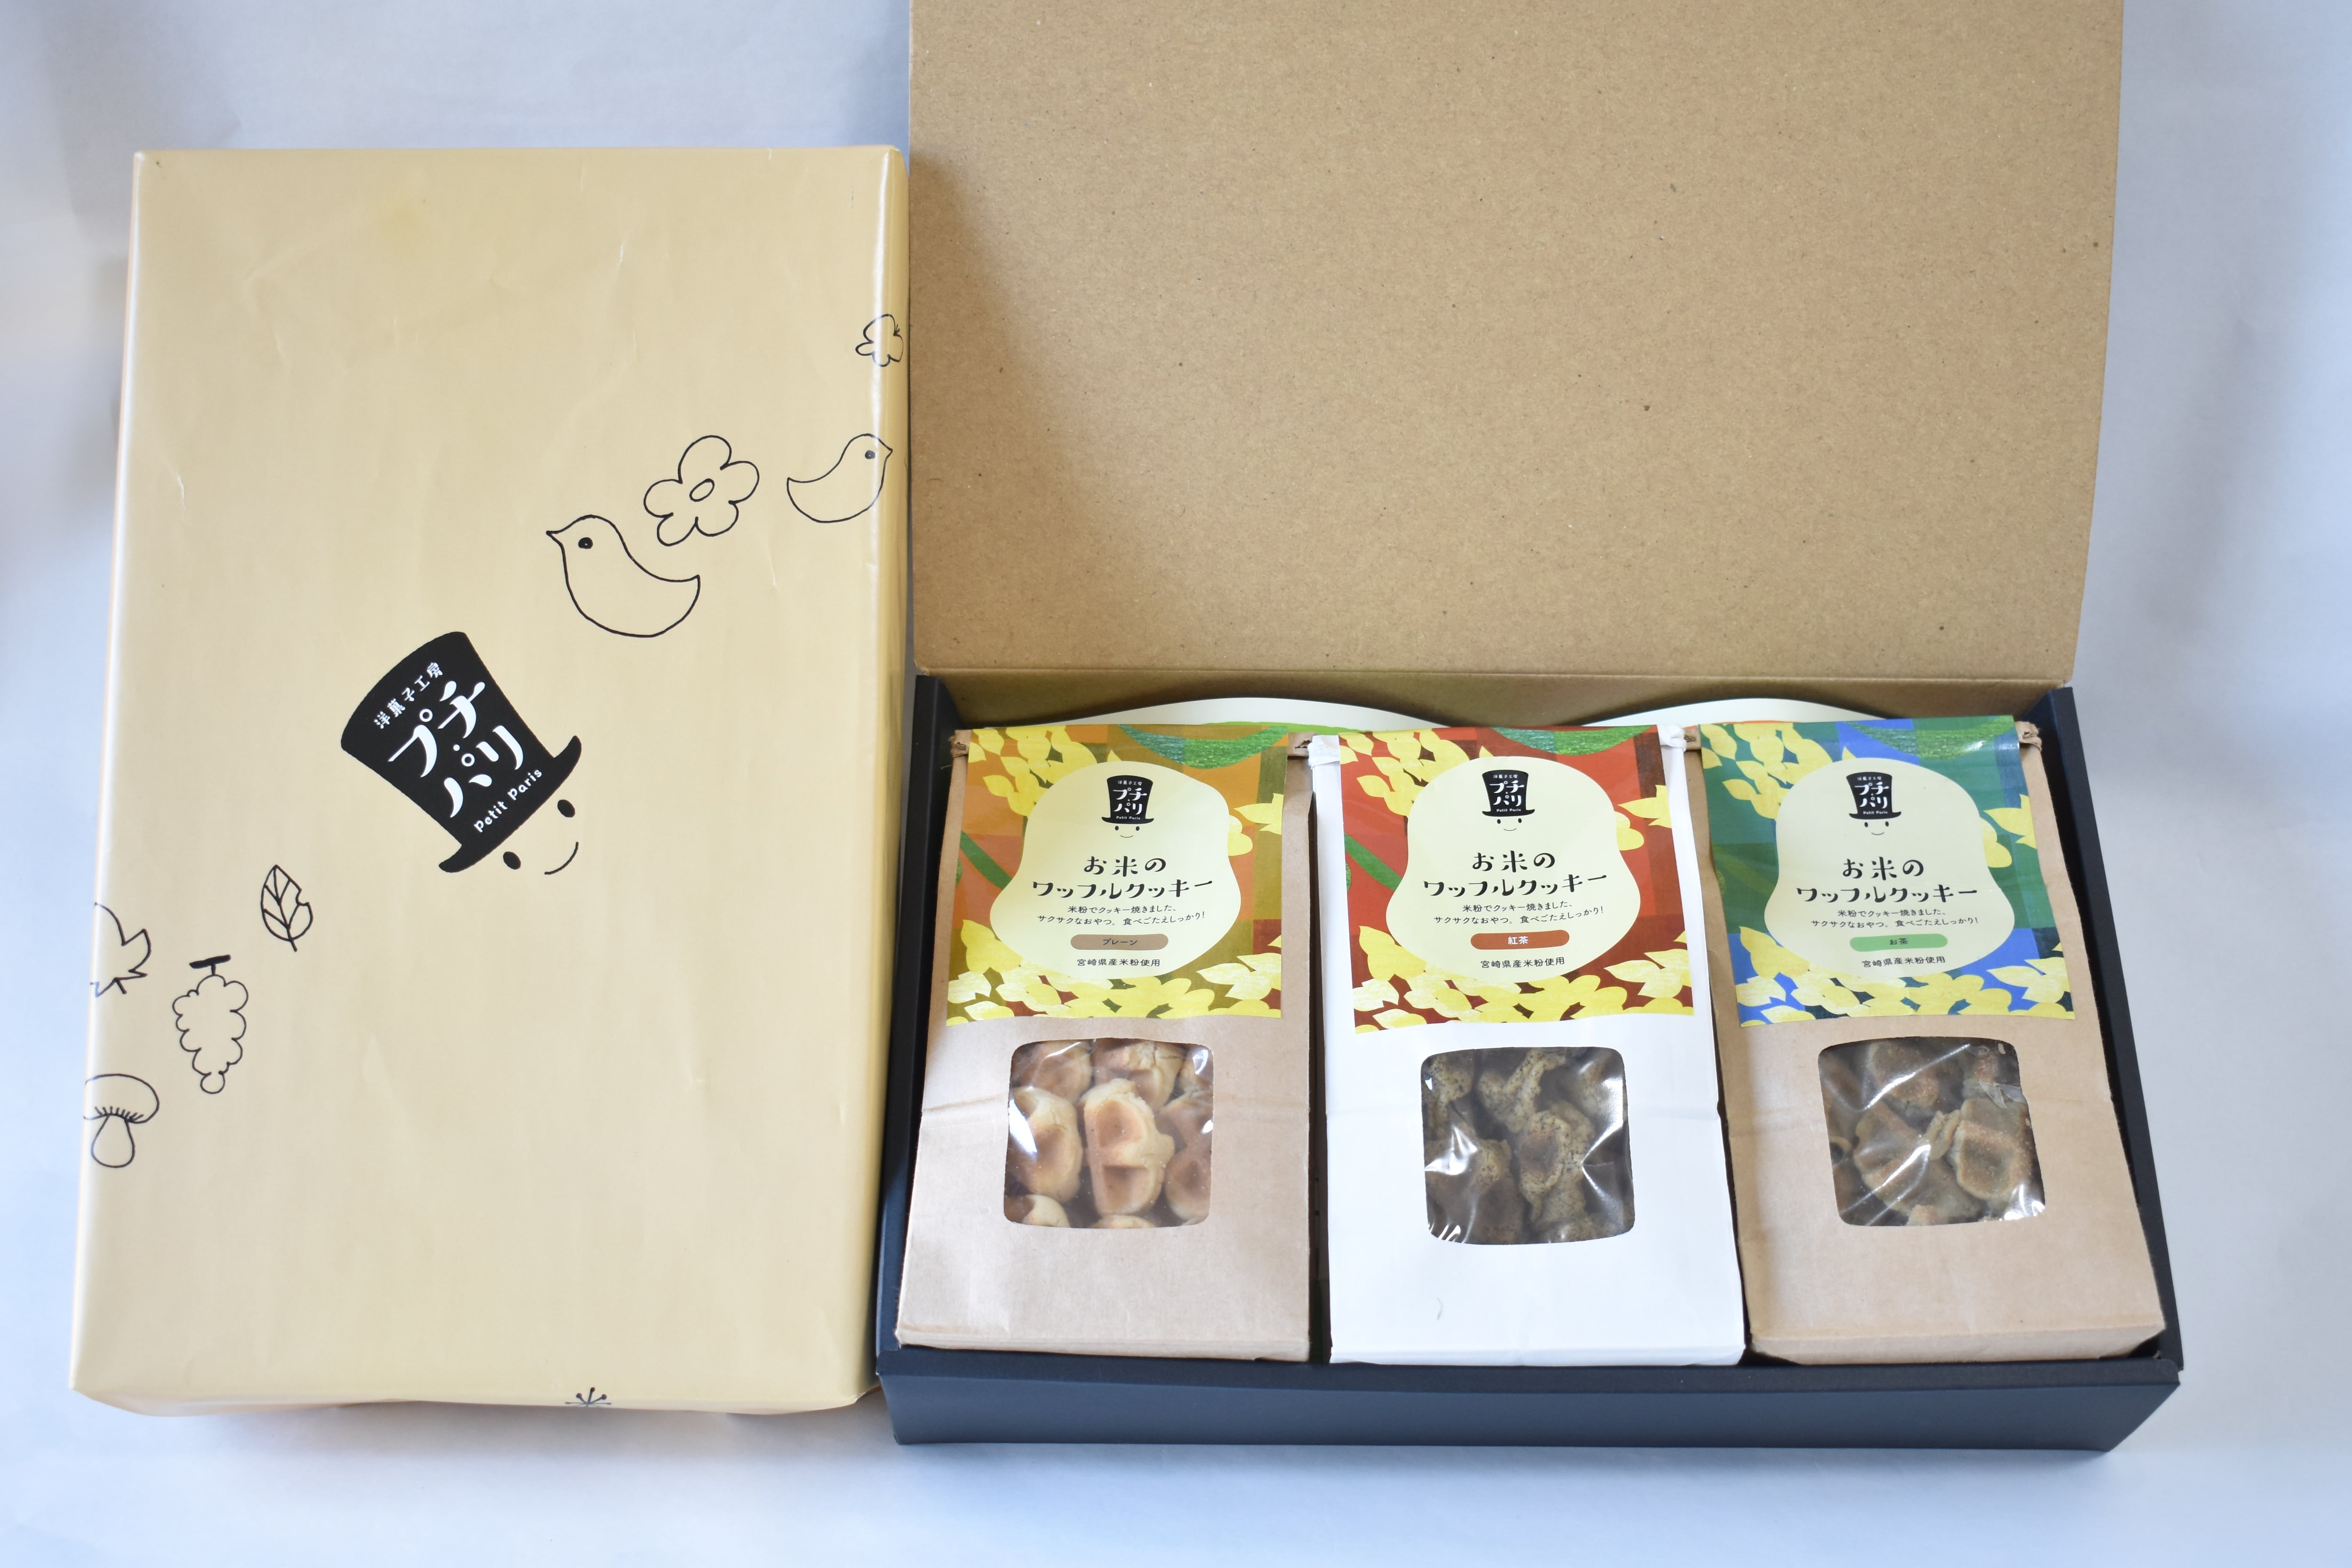 洋菓子工房
プチ・
パリ
Petit Paris
洋菓子工房
プチ・
パリ
Petit Paris
お米の
ワッフルクッキー
米粉でクッキー焼きました、
サクサクなおやつ。食べごたえしっかり!
プレーン
宮崎県産米粉使用
洋菓子工房
プチ・
パリ
Petit Paris
お米の
ワッフルクッキー
米粉でクッキー焼きました、
サクサクなおやつ。食べごたえしっかり!
紅茶
宮崎県産米粉使用
洋菓子工房
プチ・
パリ
Petit Paris
お米の
ワッフルクッキー
米粉でクッキー焼きました、
サクサクなおやつ。食べごたえしっかり!
お茶
宮崎県産米粉使用